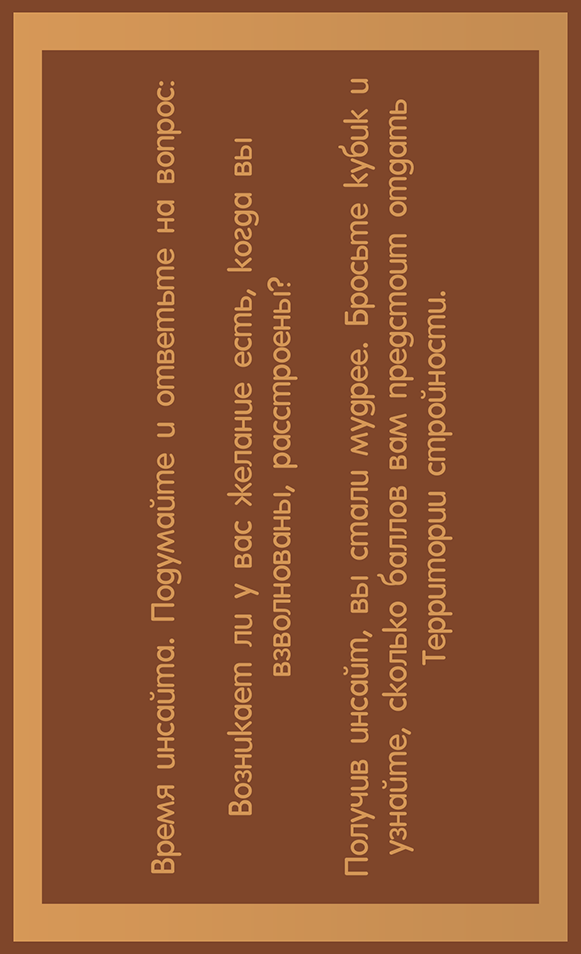 Время инсайта. Подумайте и ответьте на вопрос:
Возникает ли у вас желание есть, когда вы
взволнованы, расстроены?
Получив инсайт, вы стали мудрее. Бросьте кубик и
узнайте, сколько баллов вам предстоит отдать
Территории стройности.